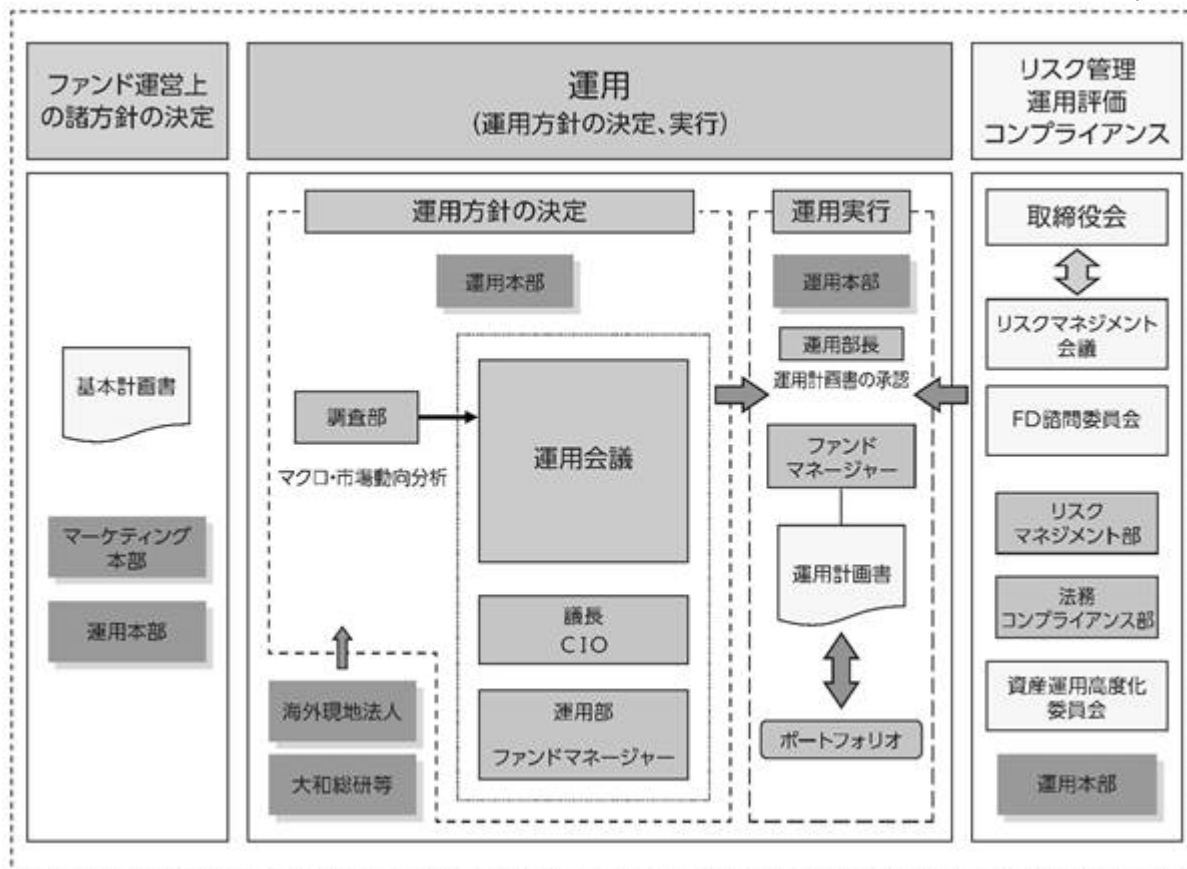 ファンド運営上
の諸方針の決定
運用
(運用方針の決定、実行)
リスク管理
運用評価
コンプライアンス
基本計画書
マーケティング
本部
運用本部
運用方針の決定
運用本部
調査部
マクロ・市場動向分析
運用会議
議長
CIO
運用部
ファンドマネージャー
海外現地法人
大和総研等
運用実行
運用本部
運用部長
運用計画書の承認
ファンド
マネージャー
運用計画書
ポートフォリオ
取締役会
リスクマネジメント
会議
FD諮問委員会
リスク
マネジメント部
法務
コンプライアンス部
資産運用高度化
委員会
運用本部